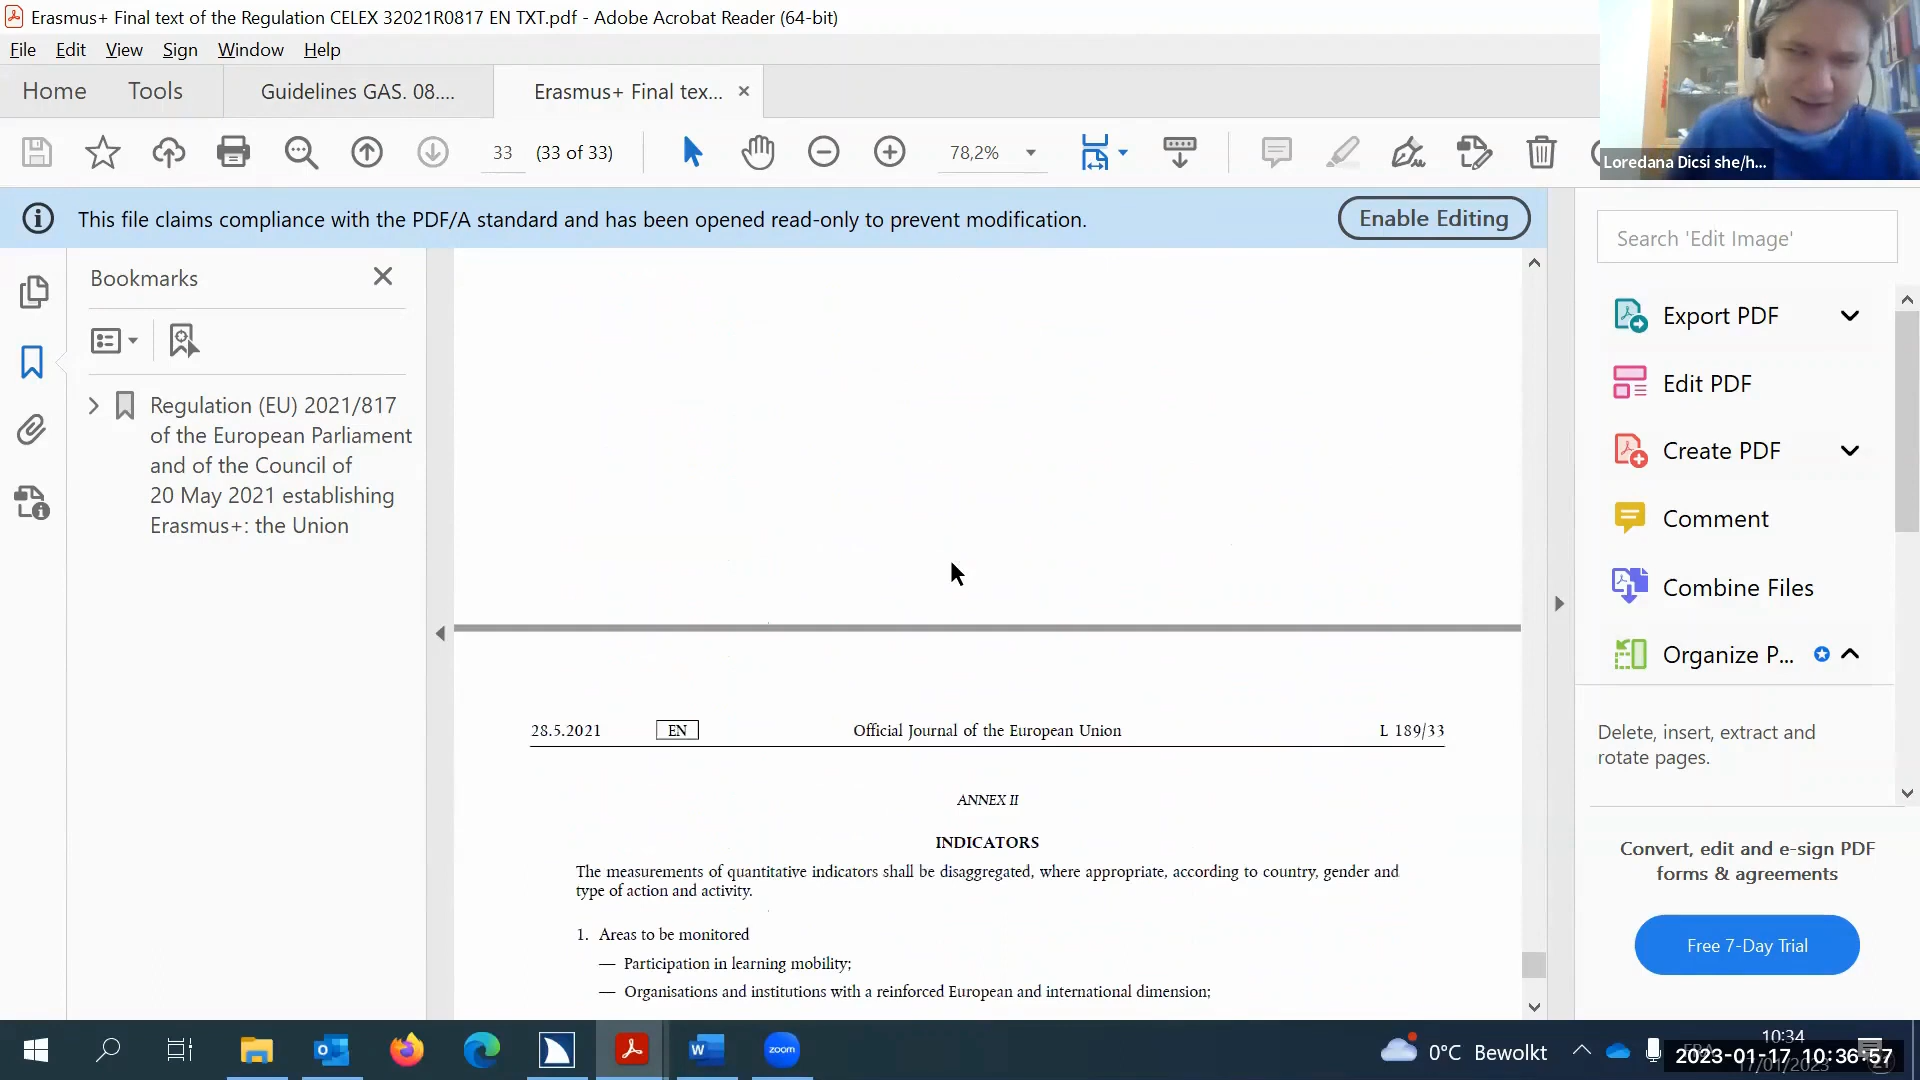 Erasmus+ Final text of the Regulation CELEX 32021R0817 EN TXT.pdf - Adobe Acrobat Reader (64-bit)
File Edit View Sign Window Help
Home Tools Guidelines GAS. 08.... Erasmus+ Final tex...
33 (33 of 33) 78,2%
Loredana Dicsi she/h...
This file claims compliance with the PDF/A standard and has been opened read-only to prevent modification.
Enable Editing
Bookmarks
Regulation (EU) 2021/817
of the European Parliament
and of the Council of
20 May 2021 establishing
Erasmus+: the Union
28.5.2021 EN Official Journal of the European Union L 189/33
ANNEX II
INDICATORS
The measurements of quantitative indicators shall be disaggregated, where appropriate, according to country, gender and
type of action and activity.
1. Areas to be monitored
— Participation in learning mobility;
— Organisations and institutions with a reinforced European and international dimension;
Search 'Edit Image'
Export PDF
Edit PDF
Create PDF
Comment
Combine Files
Organize P...
Delete, insert, extract and
rotate pages.
Convert, edit and e-sign PDF
forms & agreements
Free 7-Day Trial
zoom
0°C Bewolkt
10:34
2023-01-17 10:36:57
17/01/2023